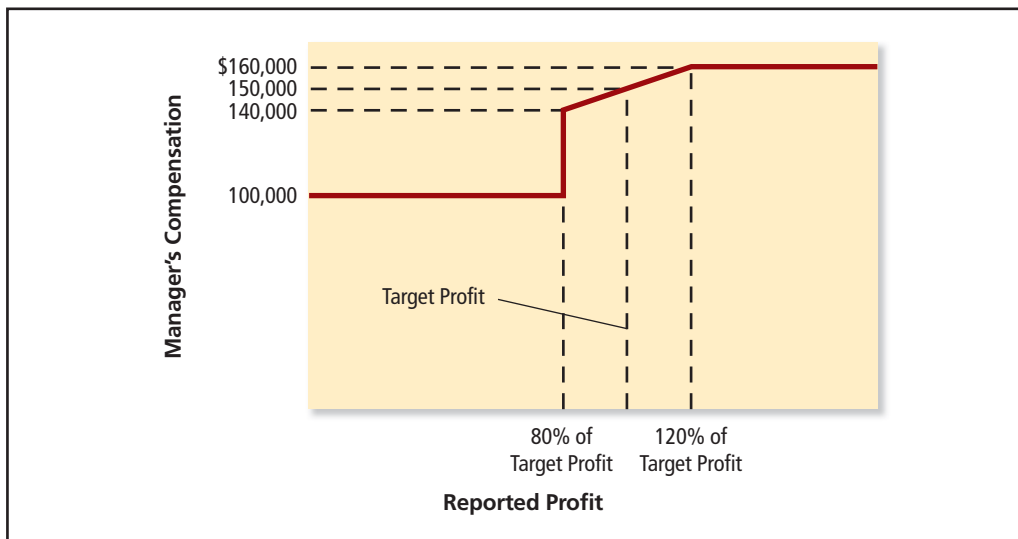 $160,000
150,000
140,000
100,000
Manager's Compensation
Target Profit
80% of
Target Profit
120% of
Target Profit
Reported Profit